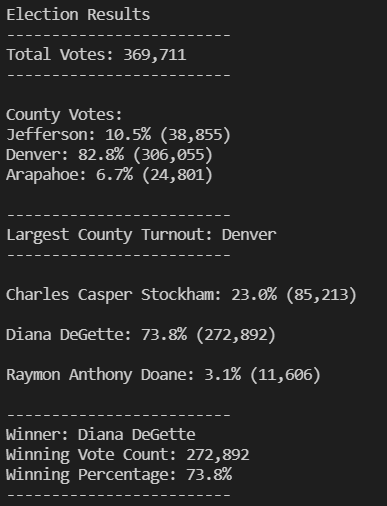 Election Results
-------------------------
Total Votes: 369,711
-------------------------
County Votes:
Jefferson: 10.5% (38,855)
Denver: 82.8% (306,055)
Arapahoe: 6.7% (24,801)
-------------------------
Largest County Turnout: Denver
-------------------------
Charles Casper Stockham: 23.0% (85,213)
Diana DeGette: 73.8% (272,892)
Raymon Anthony Doane: 3.1% (11,606)
-------------------------
Winner: Diana DeGette
Winning Vote Count: 272,892
Winning Percentage: 73.8%
-------------------------